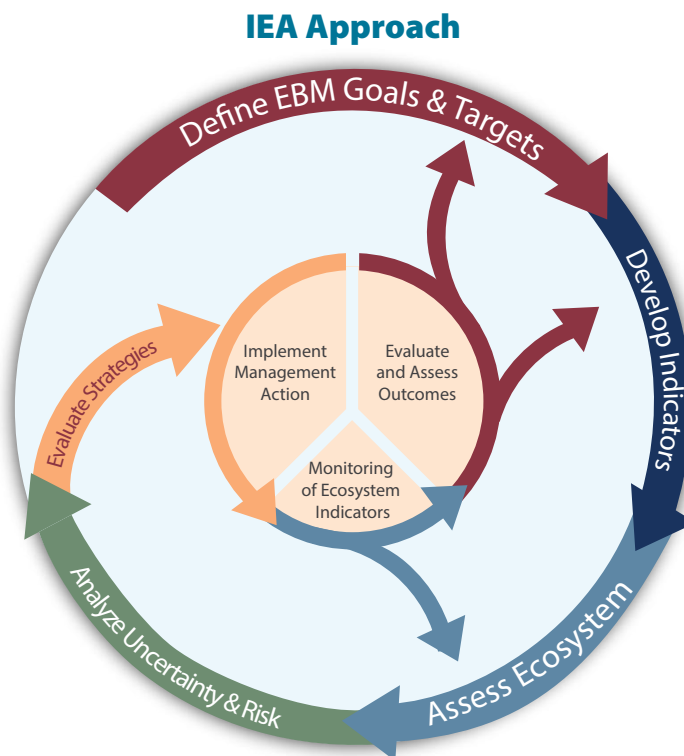 IEA Approach
Define EBM Goals & Targets
Develop Indicators
Assess Ecosystem
Analyze Uncertainty & Risk
Evaluate Strategies
Implement
Management
Action
Evaluate
and Assess
Outcomes
Monitoring
of Ecosystem
Indicators